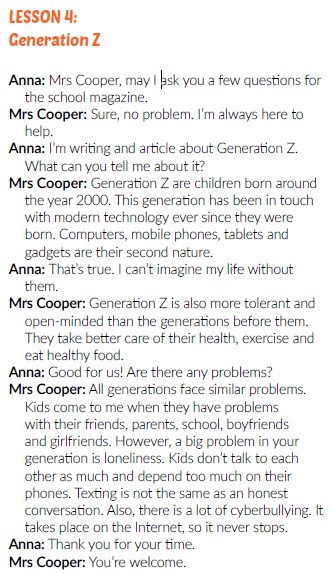 LESSON 4:
Generation Z
Anna: Mrs Cooper, may I ask you a few questions for
the school magazine.
Mrs Cooper: Sure, no problem. I'm always here to
help.
Anna: I'm writing and article about Generation Z.
What can you tell me about it?
Mrs Cooper: Generation Z are children born around
the year 2000. This generation has been in touch
with modern technology ever since they were
born. Computers, mobile phones, tablets and
gadgets are their second nature.
Anna: That's true. I can't imagine my life without
them.
Mrs Cooper: Generation Z is also more tolerant and
open-minded than the generations before them.
They take better care of their health, exercise and
eat healthy food.
Anna: Good for us! Are there any problems?
Mrs Cooper: All generations face similar problems.
Kids come to me when they have problems
with their friends, parents, school, boyfriends
and girlfriends. However, a big problem in your
generation is loneliness. Kids don't talk to each
other as much and depend too much on their
phones. Texting is not the same as an honest
conversation. Also, there is a lot of cyberbullying. It
takes place on the Internet, so it never stops.
Anna: Thank you for your time.
Mrs Cooper: You're welcome.